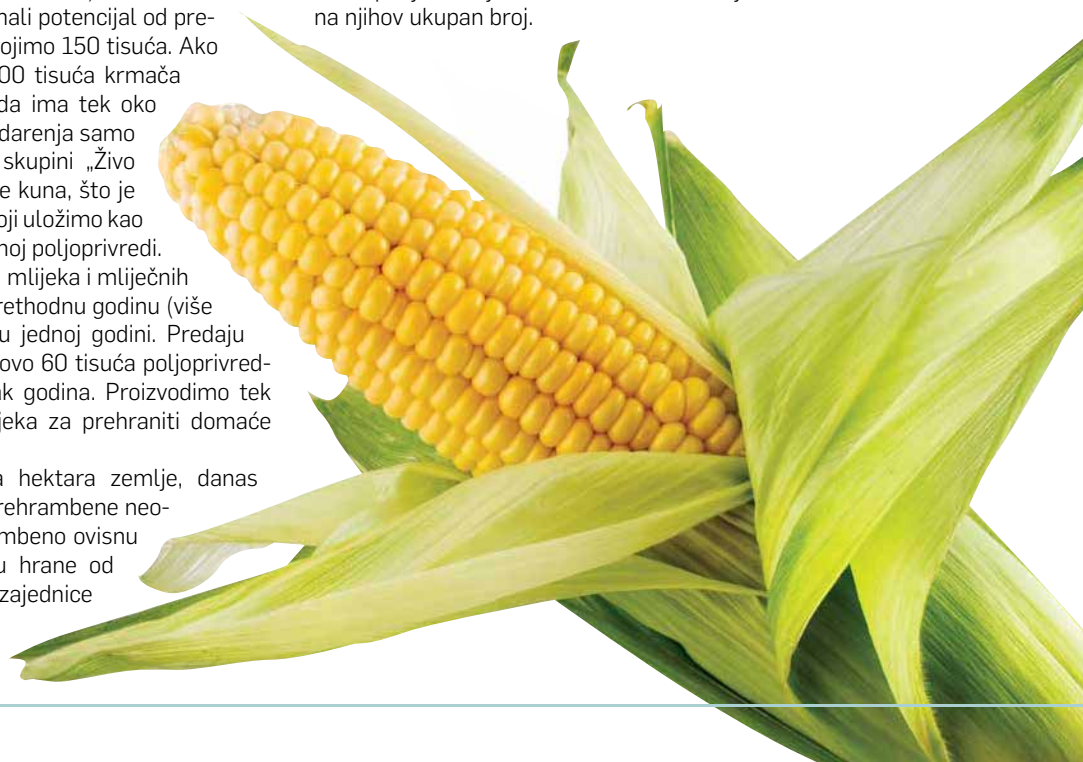 nali potencijal od pre-
ojimo 150 tisuća. Ako
00 tisuća krmača
da ima tek oko
darenja samo
skupini „Živo
e kuna, što je
oji uložimo kao
noj poljoprivredi.
mlijeka i mliječnih
rethodnu godinu (više
u jednoj godini. Predaju
ovo 60 tisuća poljoprivred-
ak godina. Proizvodimo tek
jeka za prehraniti domaće
a hektara zemlje, danas
rehrambene neo-
mbeno ovisnu
u hrane od
zajednice
na njihov ukupan broj.